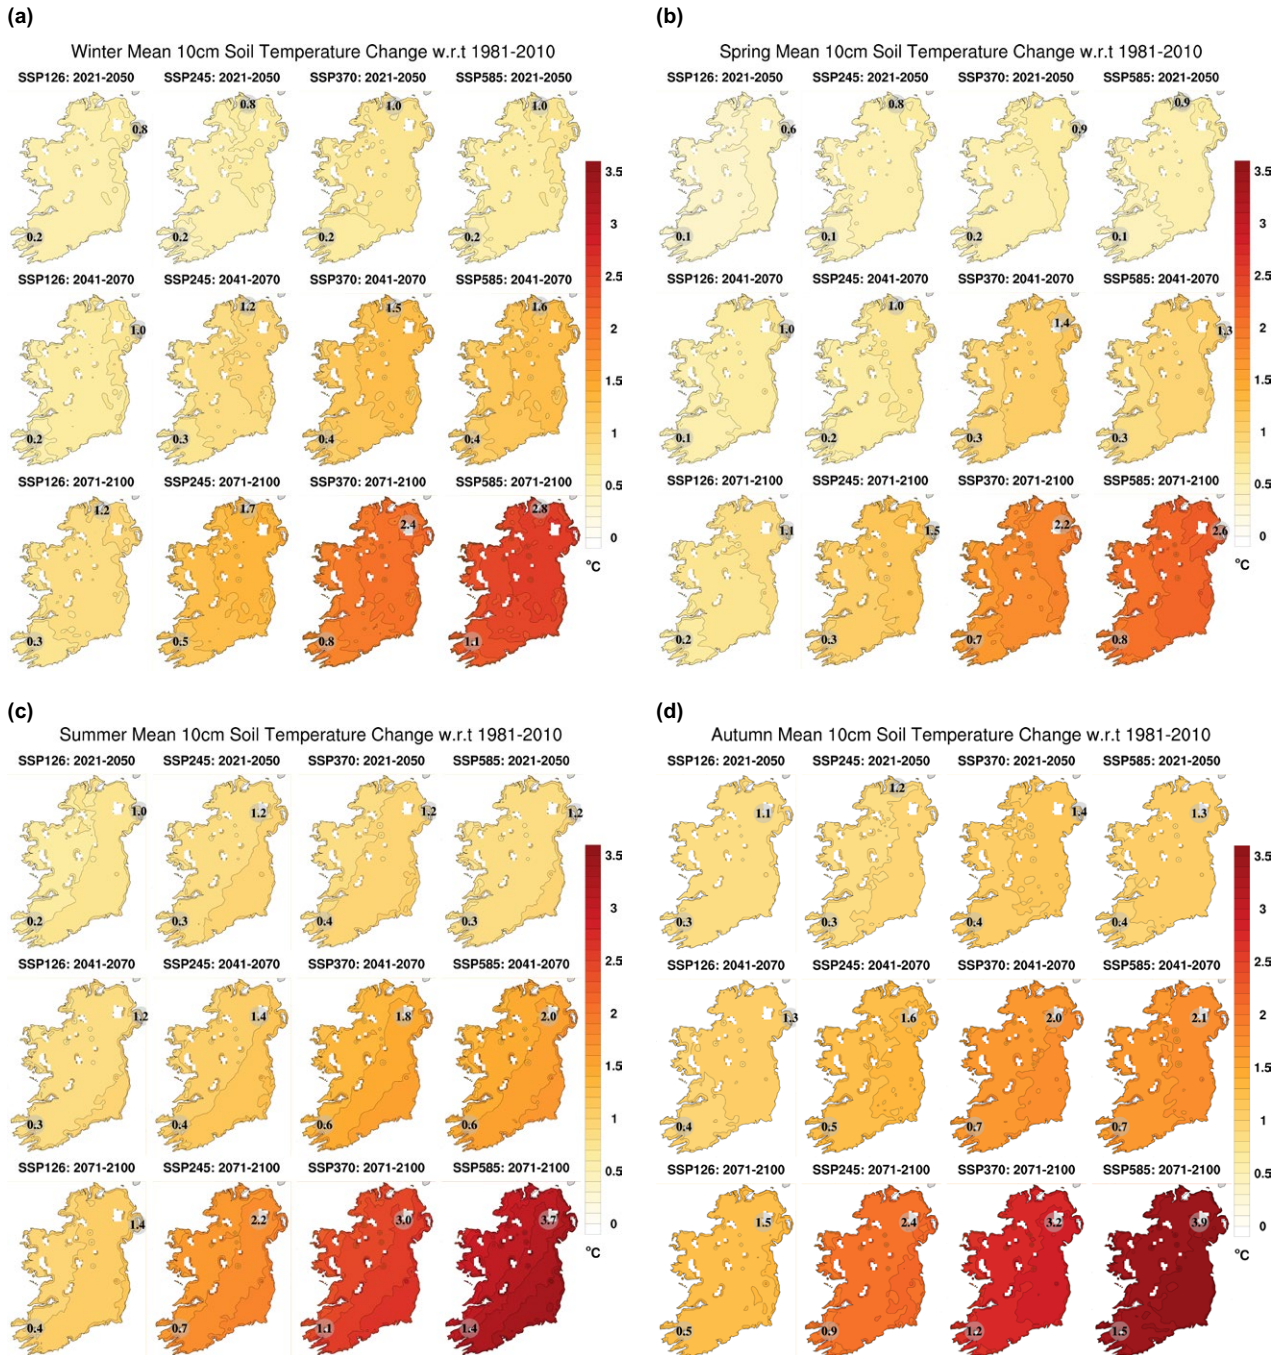 (a)
Winter Mean 10cm Soil Temperature Change w.r.t 1981-2010
SSP126: 2021-2050 SSP245: 2021-2050 SSP370: 2021-2050 SSP585: 2021-2050
0.8 0.8 1.0 1.0
0.2 0.2 0.2 0.2
SSP126: 2041-2070 SSP245: 2041-2070 SSP370: 2041-2070 SSP585: 2041-2070
1.0 1.2 1.5 1.6
0.2 0.3 0.4 0.4
SSP126: 2071-2100 SSP245: 2071-2100 SSP370: 2071-2100 SSP585: 2071-2100
1.2 1.7 2.4 2.8
0.3 0.5 0.8 1.1
3.5
3
2.5
2
1.5
1
0.5
0
°C
(b)
Spring Mean 10cm Soil Temperature Change w.r.t 1981-2010
SSP126: 2021-2050 SSP245: 2021-2050 SSP370: 2021-2050 SSP585: 2021-2050
0.6 0.8 0.9 0.9
0.1 0.1 0.2 0.1
SSP126: 2041-2070 SSP245: 2041-2070 SSP370: 2041-2070 SSP585: 2041-2070
1.0 1.0 1.4 1.3
0.1 0.2 0.3 0.3
SSP126: 2071-2100 SSP245: 2071-2100 SSP370: 2071-2100 SSP585: 2071-2100
1.1 1.5 2.2 2.6
0.2 0.3 0.7 0.8
3.5
3
2.5
2
1.5
1
0.5
0
°C
(c)
Summer Mean 10cm Soil Temperature Change w.r.t 1981-2010
SSP126: 2021-2050 SSP245: 2021-2050 SSP370: 2021-2050 SSP585: 2021-2050
1.0 1.2 1.2 1.2
0.2 0.3 0.4 0.3
SSP126: 2041-2070 SSP245: 2041-2070 SSP370: 2041-2070 SSP585: 2041-2070
1.2 1.4 1.8 2.0
0.3 0.4 0.6 0.6
SSP126: 2071-2100 SSP245: 2071-2100 SSP370: 2071-2100 SSP585: 2071-2100
1.4 2.2 3.0 3.7
0.4 0.7 1.1 1.4
3.5
3
2.5
2
1.5
1
0.5
0
°C
(d)
Autumn Mean 10cm Soil Temperature Change w.r.t 1981-2010
SSP126: 2021-2050 SSP245: 2021-2050 SSP370: 2021-2050 SSP585: 2021-2050
1.1 1.2 1.4 1.3
0.3 0.3 0.4 0.4
SSP126: 2041-2070 SSP245: 2041-2070 SSP370: 2041-2070 SSP585: 2041-2070
1.3 1.6 2.0 2.1
0.4 0.5 0.7 0.7
SSP126: 2071-2100 SSP245: 2071-2100 SSP370: 2071-2100 SSP585: 2071-2100
1.5 2.4 3.2 3.9
0.5 0.9 1.2 1.5
3.5
3
2.5
2
1.5
1
0.5
0
°C